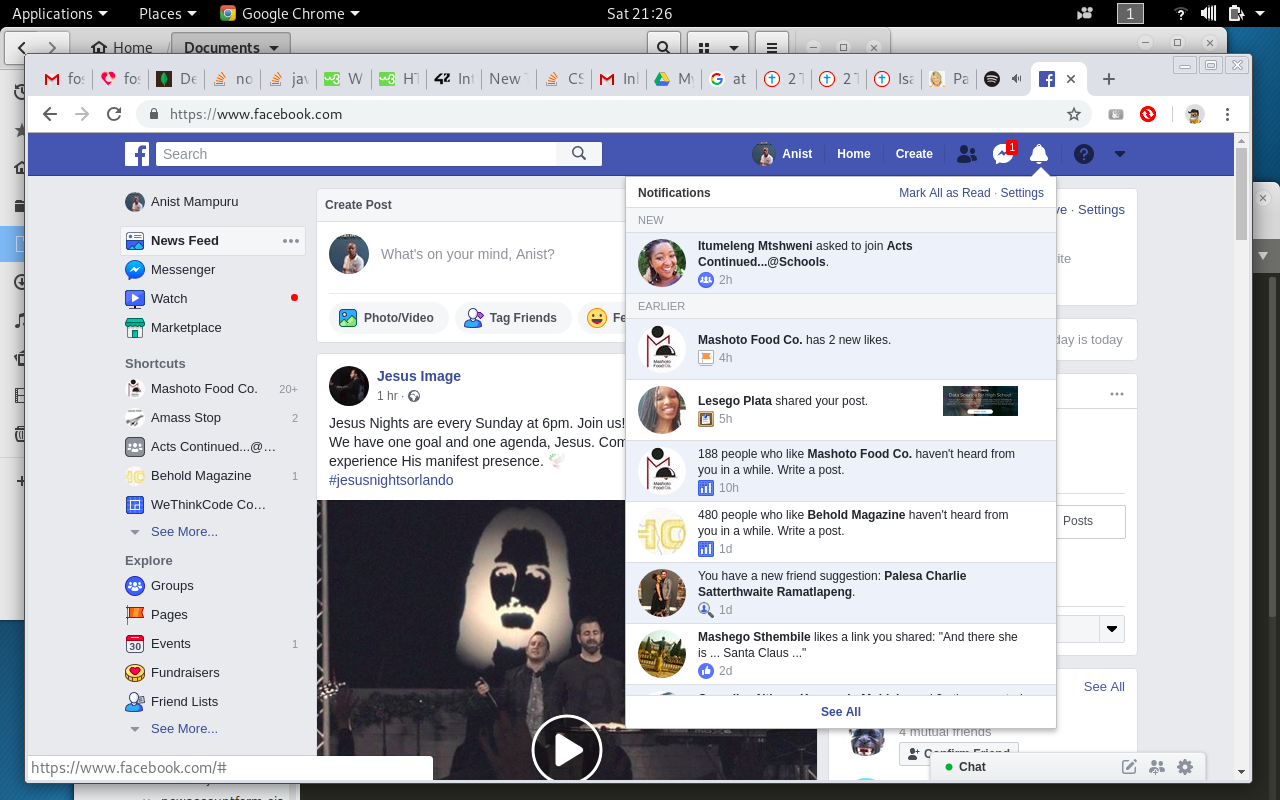 Applications
Places
Google Chrome
Sat 21:26
1
Home
Documents
fos
fos
De
no
jav
W
HT
Int
New T
CS
Inl
My
at
2 T
2 T
Isa
Pa
https://www.facebook.com
Search
Anist
Home
Create
1
Anist Mampuru
News Feed
Messenger
Watch
Marketplace
Shortcuts
Mashoto Food Co. 20+
Amass Stop 2
Acts Continued...@...
Behold Magazine 1
WeThinkCode Co...
See More...
Explore
Groups
Pages
30
Events 1
Fundraisers
Friend Lists
See More...
Create Post
What's on your mind, Anist?
Photo/Video
Tag Friends
Fe
Jesus Image
1 hr ·
Jesus Nights are every Sunday at 6pm. Join us!
We have one goal and one agenda, Jesus. Com
experience His manifest presence.
#jesusnightsorlando
Notifications
Mark All as Read · Settings
NEW
Itumeleng Mtshweni asked to join Acts
Continued...@Schools.
2h
EARLIER
Mashoto Food Co. has 2 new likes.
4h
Lesego Plata shared your post.
5h
188 people who like Mashoto Food Co. haven't heard from
you in a while. Write a post.
10h
480 people who like Behold Magazine haven't heard from
you in a while. Write a post.
1d
You have a new friend suggestion: Palesa Charlie
Satterthwaite Ramatlapeng.
1d
Mashego Sthembile likes a link you shared: "And there she
is ... Santa Claus ..."
2d
See All
ve · Settings
ite
day is today
Posts
See All
4 mutual friends
Confirm Friend
Chat
https://www.facebook.com/#